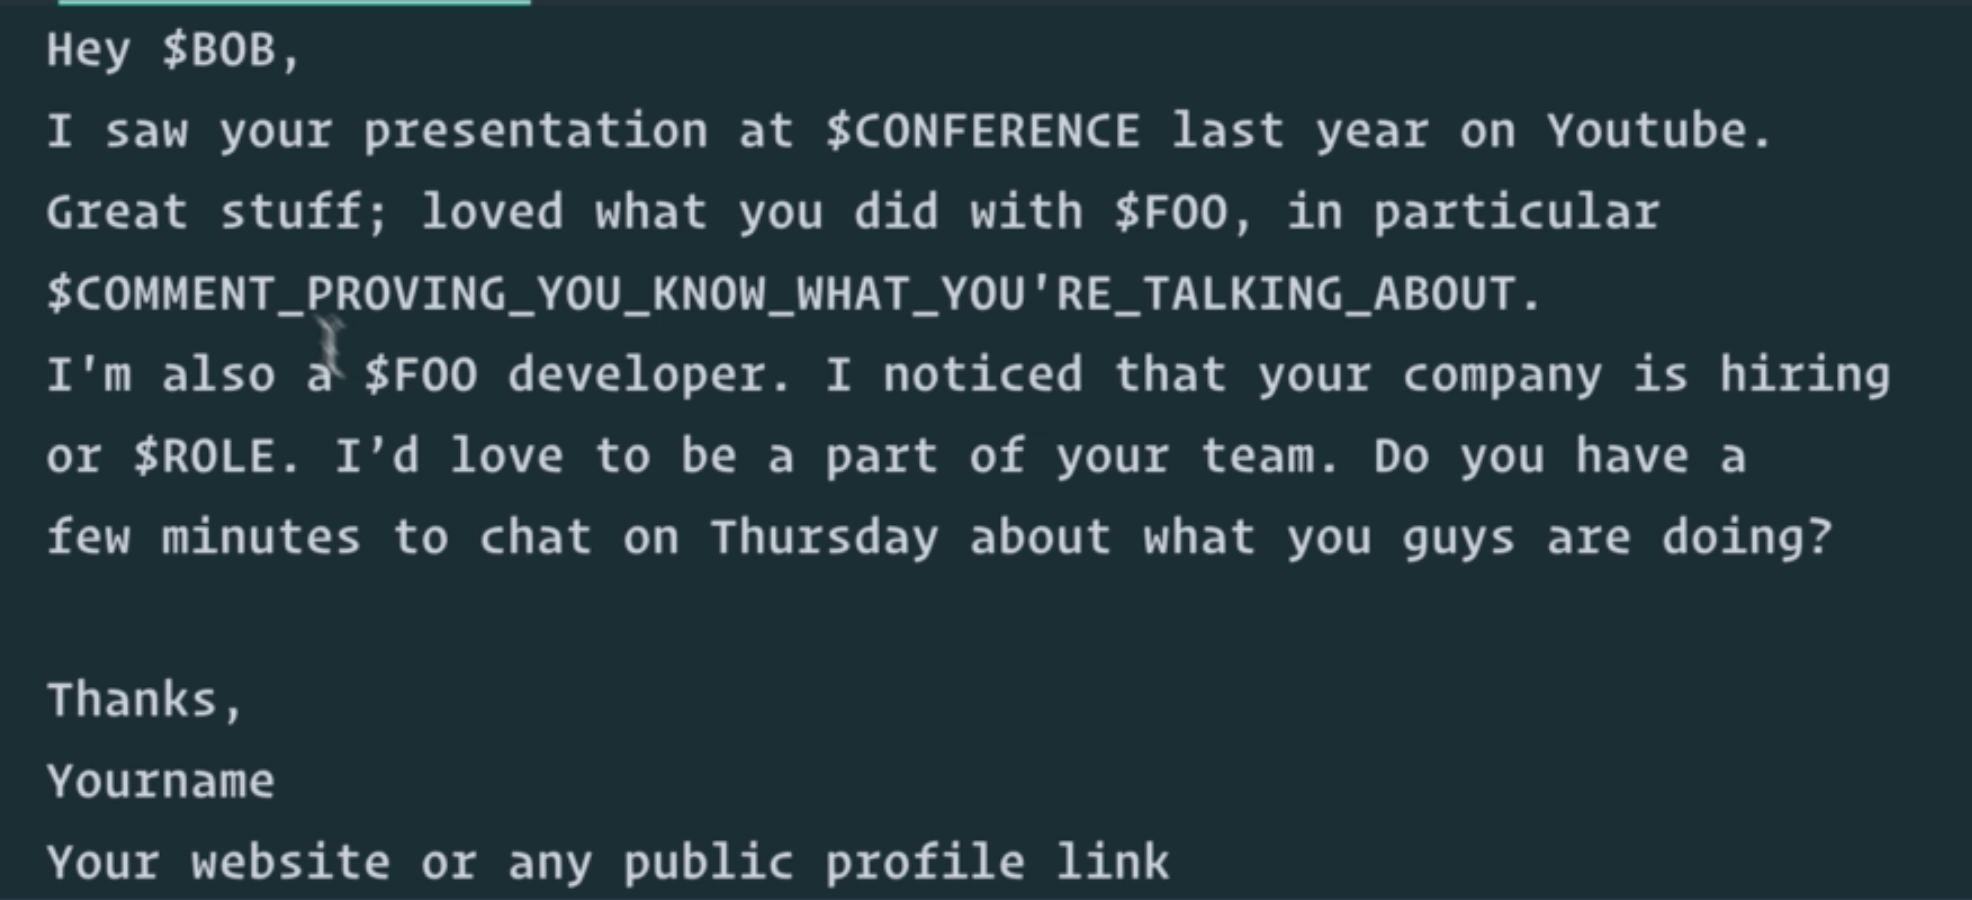 Hey $BOB,
I saw your presentation at $CONFERENCE last year on Youtube.
Great stuff; loved what you did with $FOO, in particular
$COMMENT_PROVING_YOU_KNOW_WHAT_YOU'RE_TALKING_ABOUT.
I'm also a $FOO developer. I noticed that your company is hiring
or $ROLE. I’d love to be a part of your team. Do you have a
few minutes to chat on Thursday about what you guys are doing?
Thanks,
Yourname
Your website or any public profile link